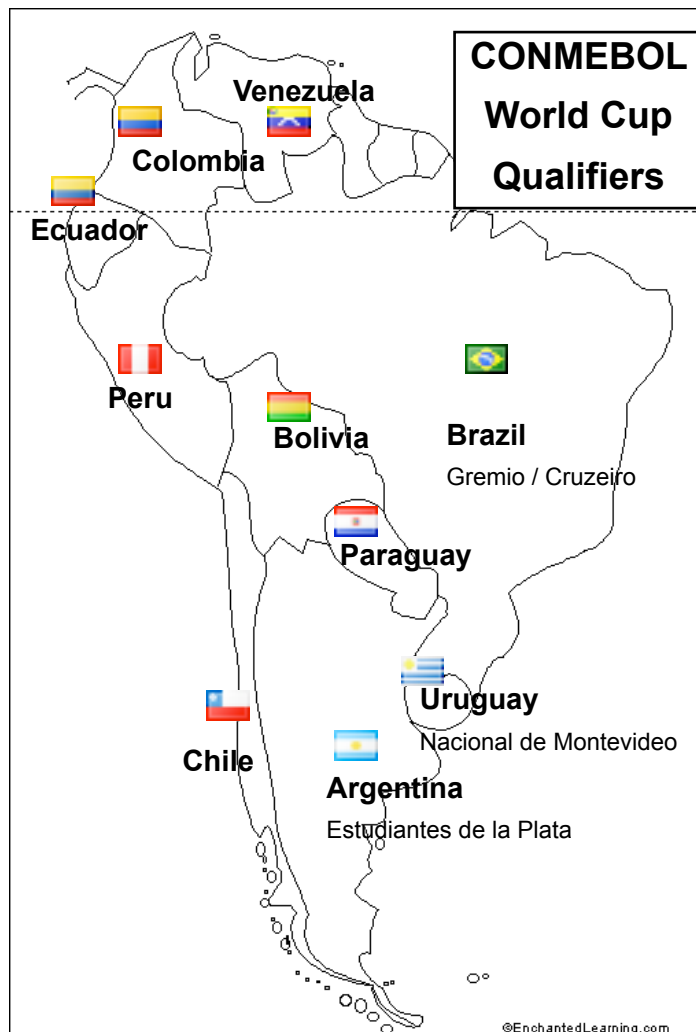 CONMEBOL
World Cup
Qualifiers
Venezuela
Colombia
Ecuador
Peru
Bolivia
Brazil
Gremio / Cruzeiro
Paraguay
Uruguay
Nacional de Montevideo
Chile
Argentina
Estudiantes de la Plata
©EnchantedLearning.com